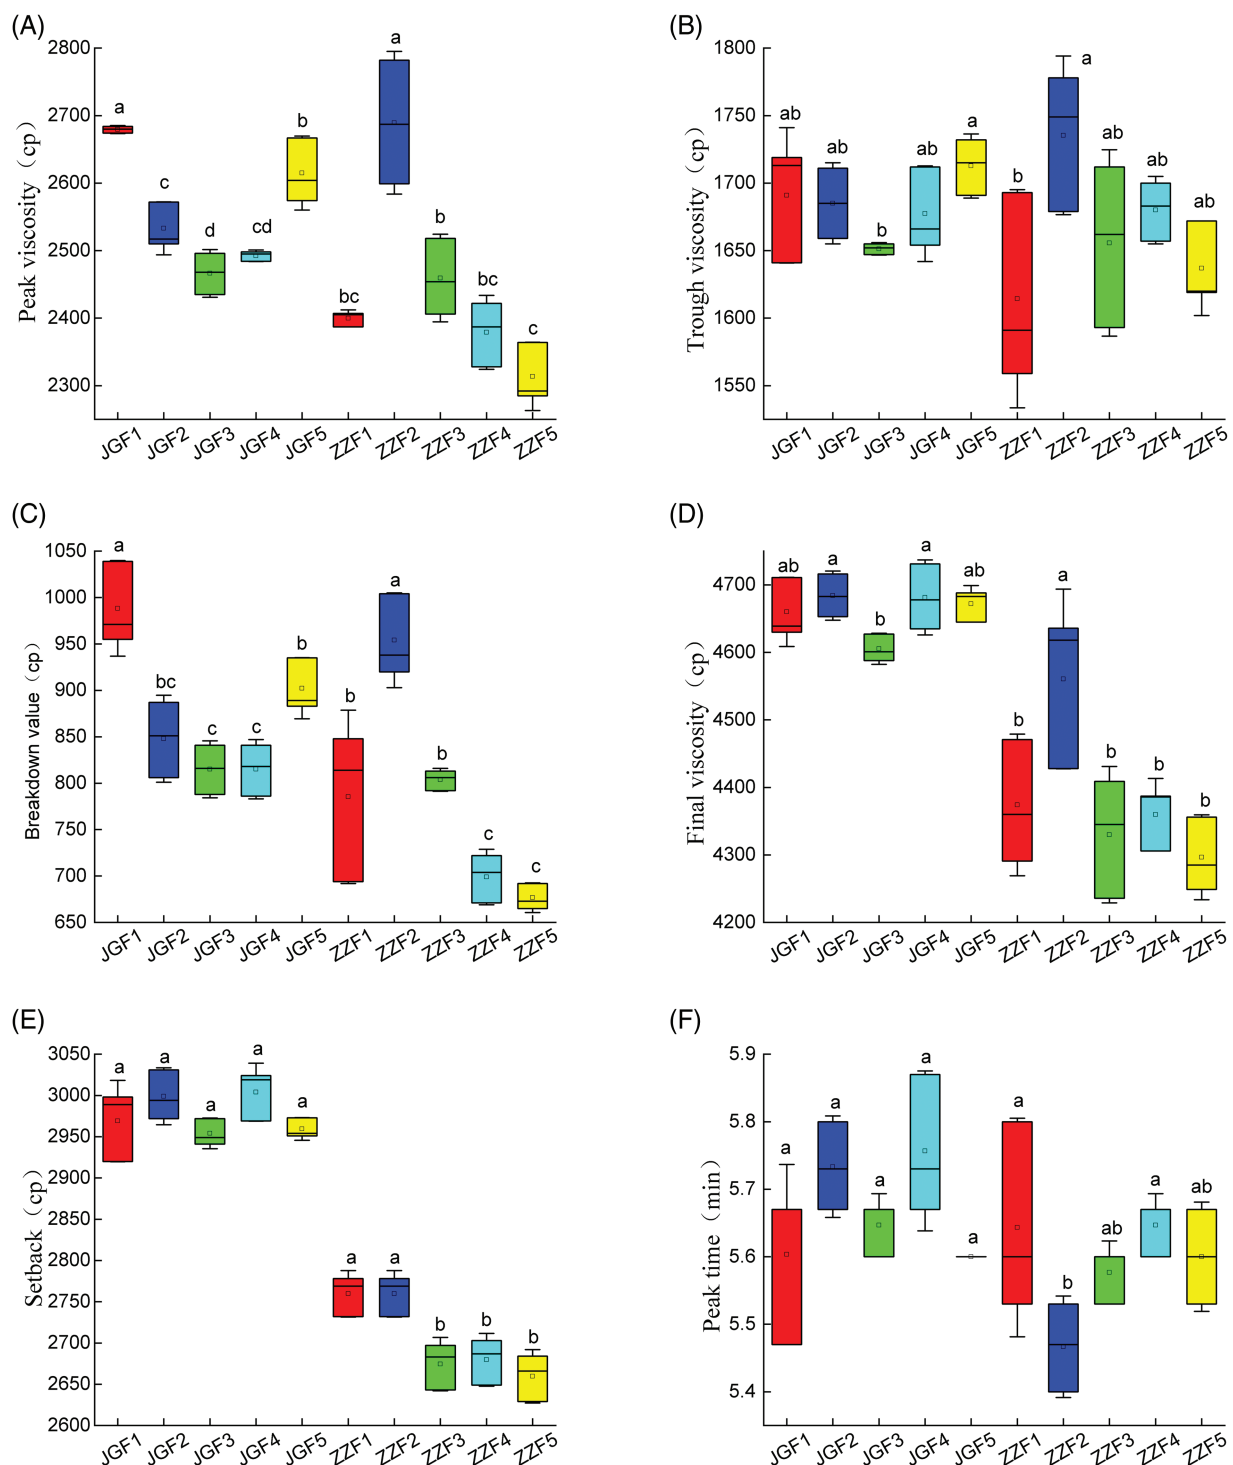 (A)
2800
2700
2600
2500
2400
2300
Peak viscosity（cp）
a
c
d
cd
b
bc
a
b
bc
c
JGF1 JGF2 JGF3 JGF4 JGF5 ZZF1 ZZF2 ZZF3 ZZF4 ZZF5
(B)
1800
1750
1700
1650
1600
1550
Trough viscosity（cp）
ab
ab
b
ab
a
b
a
ab
ab
ab
JGF1 JGF2 JGF3 JGF4 JGF5 ZZF1 ZZF2 ZZF3 ZZF4 ZZF5
(C)
1050
1000
950
900
850
800
750
700
650
Breakdown value（cp）
a
bc
c
c
b
b
a
b
c
c
JGF1 JGF2 JGF3 JGF4 JGF5 ZZF1 ZZF2 ZZF3 ZZF4 ZZF5
(D)
4700
4600
4500
4400
4300
4200
Final viscosity（cp）
ab
a
b
a
ab
b
a
b
b
b
JGF1 JGF2 JGF3 JGF4 JGF5 ZZF1 ZZF2 ZZF3 ZZF4 ZZF5
(E)
3050
3000
2950
2900
2850
2800
2750
2700
2650
2600
Setback（cp）
a
a
a
a
a
a
a
b
b
b
JGF1 JGF2 JGF3 JGF4 JGF5 ZZF1 ZZF2 ZZF3 ZZF4 ZZF5
(F)
5.9
5.8
5.7
5.6
5.5
5.4
Peak time（min）
a
a
a
a
a
a
b
ab
a
ab
JGF1 JGF2 JGF3 JGF4 JGF5 ZZF1 ZZF2 ZZF3 ZZF4 ZZF5